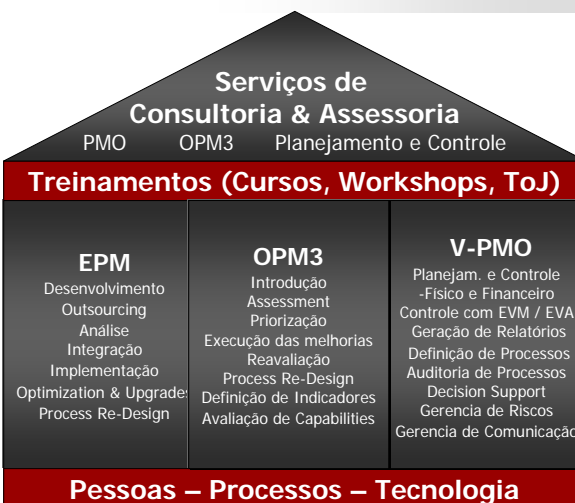 Serviços de
Consultoria & Assessoria
PMO OPM3 Planejamento e Controle
Treinamentos (Cursos, Workshops, ToJ)
EPM
Desenvolvimento
Outsourcing
Análise
Integração
Implementação
Optimization & Upgrades
Process Re-Design
OPM3
Introdução
Assessment
Priorização
Execução das melhorias
Reavaliação
Process Re-Design
Definição de Indicadores
Avaliação de Capabilities
V-PMO
Planejam. e Controle
-Físico e Financeiro
Controle com EVM / EVA
Geração de Relatórios
Definição de Processos
Auditoria de Processos
Decision Support
Gerencia de Riscos
Gerencia de Comunicação
Pessoas – Processos – Tecnologia